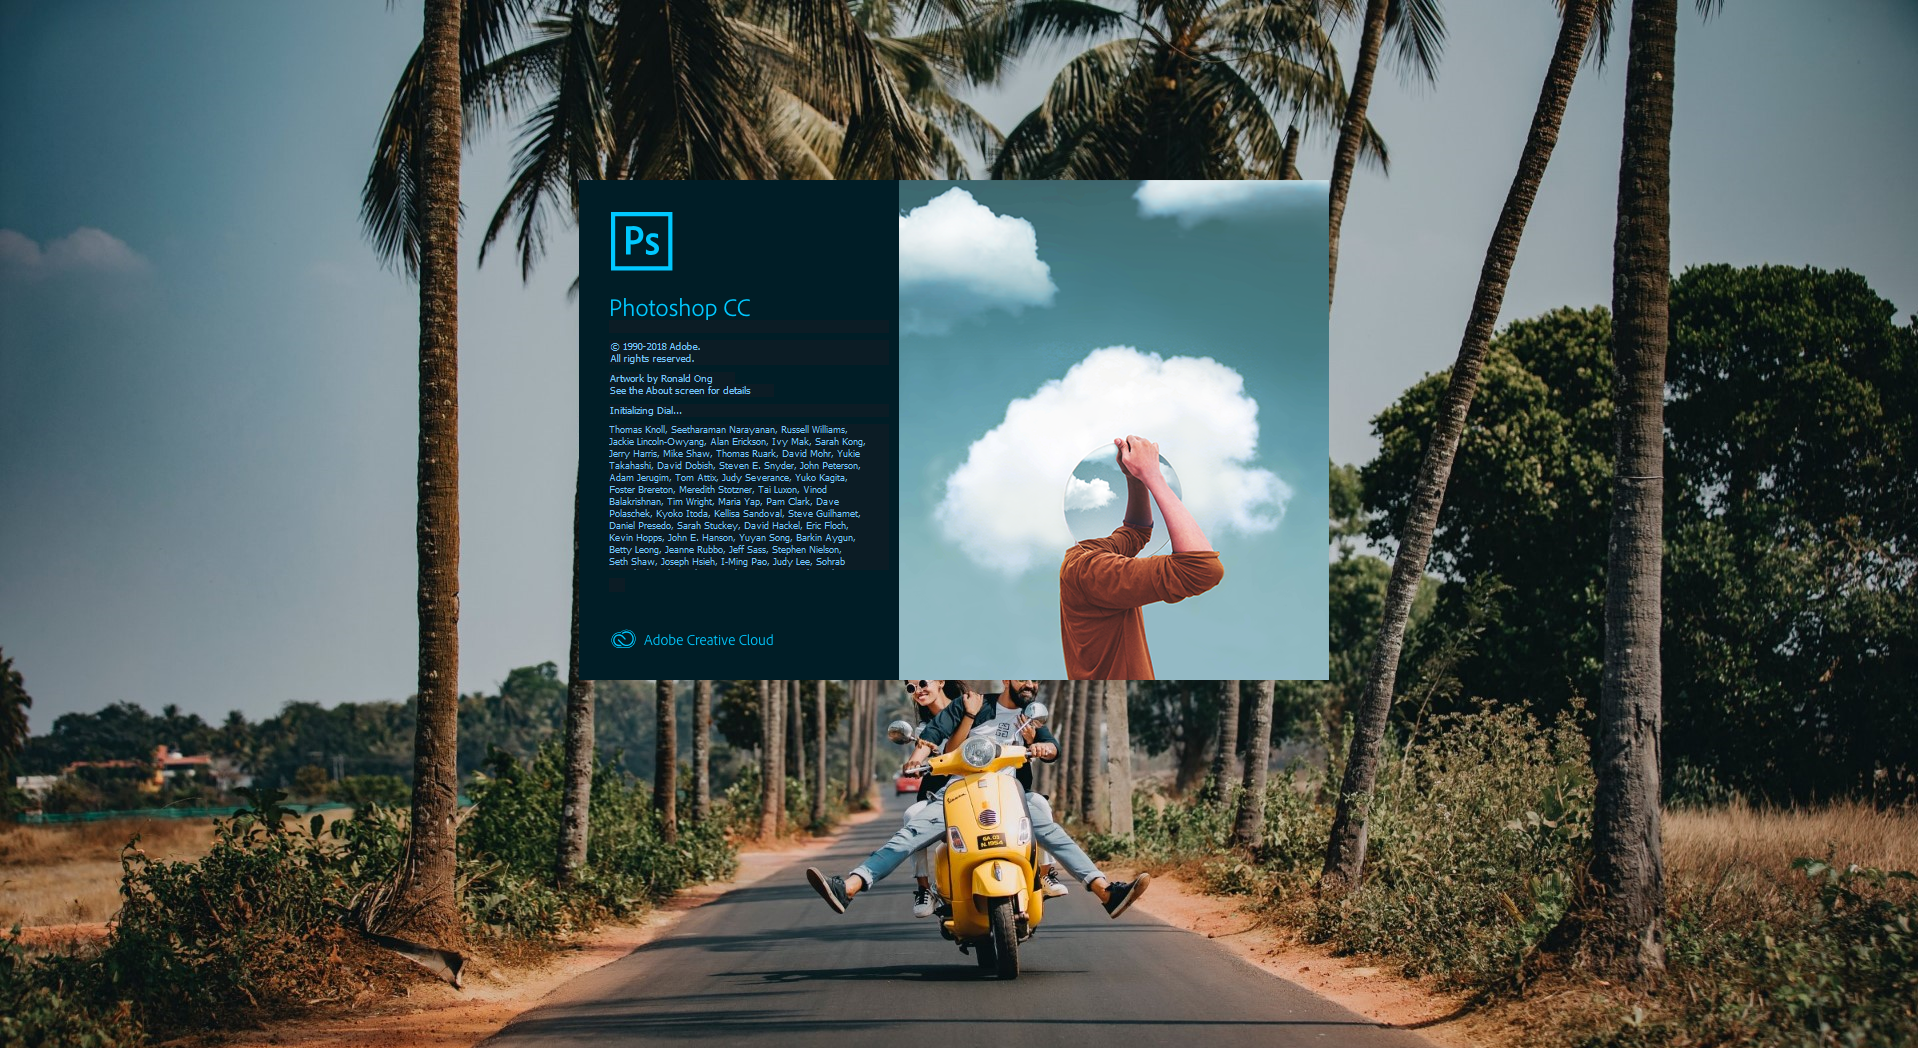 Ps
Photoshop CC
© 1990-2018 Adobe.
All rights reserved.
Artwork by Ronald Ong
See the About screen for details
Initializing Dial...
Thomas Knoll, Seetharaman Narayanan, Russell Williams,
Jackie Lincoln-Owyang, Alan Erickson, Ivy Mak, Sarah Kong,
Jerry Harris, Mike Shaw, Thomas Ruark, David Mohr, Yukie
Takahashi, David Dobish, Steven E. Snyder, John Peterson,
Adam Jerugim, Tom Attix, Judy Severance, Yuko Kagita,
Foster Brereton, Meredith Stotzner, Tai Luxon, Vinod
Balakrishnan, Tim Wright, Maria Yap, Pam Clark, Dave
Polaschek, Kyoko Itoda, Kellisa Sandoval, Steve Guilhamet,
Daniel Presedo, Sarah Stuckey, David Hackel, Eric Floch,
Kevin Hopps, John E. Hanson, Yuyan Song, Barkin Aygun,
Betty Leong, Jeanne Rubbo, Jeff Sass, Stephen Nielson,
Seth Shaw, Joseph Hsieh, I-Ming Pao, Judy Lee, Sohrab
Adobe Creative Cloud
Vespa
N.1954